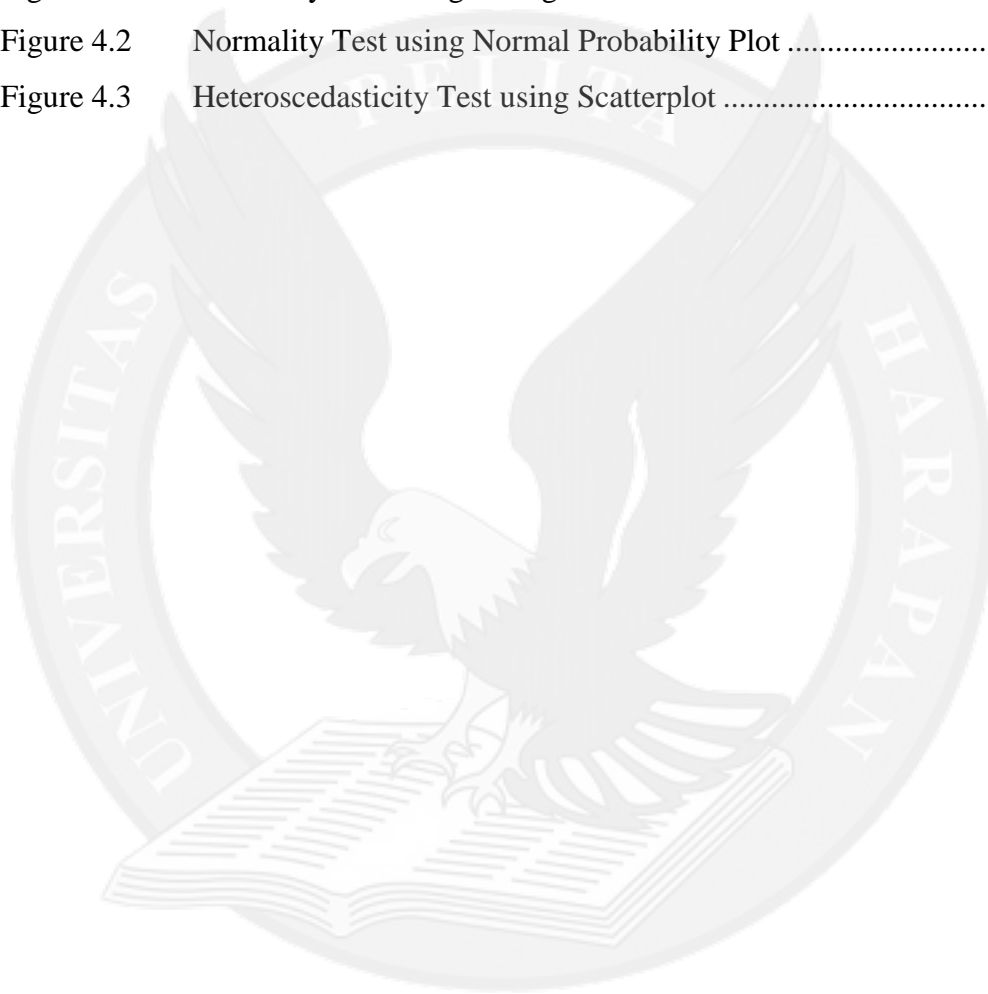 Figure 4.2 Normality Test using Normal Probability Plot .........................
Figure 4.3 Heteroscedasticity Test using Scatterplot .................................
UNIVERSITAS PELITA HARAPAN